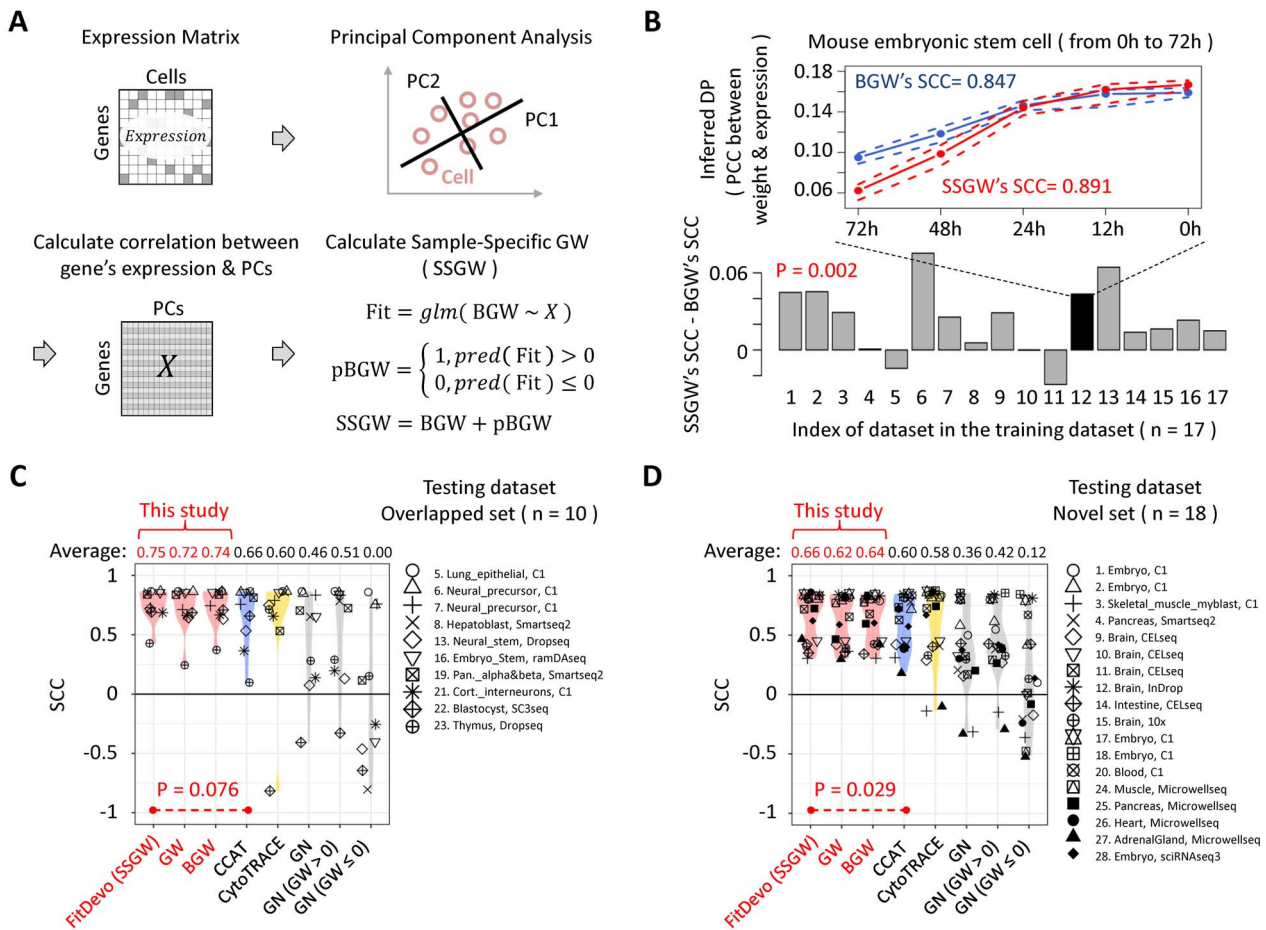 A
Expression Matrix
Cells
Genes
Expression
Principal Component Analysis
PC2
PC1
Cell
Calculate correlation between
gene's expression & PCs
PCs
Genes
X
Calculate Sample-Specific GW
( SSGW )
Fit = glm( BGW ~ X )
pBGW = { 1, pred( Fit ) > 0
0, pred( Fit ) ≤ 0
SSGW = BGW + pBGW
B
Mouse embryonic stem cell ( from 0h to 72h )
Inferred DP
( PCC between
weight & expression)
0.18
0.14
0.10
0.06
BGW's SCC= 0.847
SSGW's SCC= 0.891
72h 48h 24h 12h 0h
SSGW's SCC - BGW's SCC
0.06
0
P = 0.002
1 2 3 4 5 6 7 8 9 10 11 12 13 14 15 16 17
Index of dataset in the training dataset ( n = 17 )
C
This study
Testing dataset
Overlapped set ( n = 10 )
Average: 0.75 0.72 0.74 0.66 0.60 0.46 0.51 0.00
SCC
1
0.5
0
-0.5
-1
P = 0.076
FitDevo (SSGW)
GW
BGW
CCAT
CytoTRACE
GN
GN (GW > 0)
GN (GW ≤ 0)
5. Lung_epithelial, C1
6. Neural_precursor, C1
7. Neural_precursor, C1
8. Hepatoblast, Smartseq2
13. Neural_stem, Dropseq
16. Embryo_Stem, ramDAseq
19. Pan._alpha&beta, Smartseq2
21. Cort._interneurons, C1
22. Blastocyst, SC3seq
23. Thymus, Dropseq
D
This study
Testing dataset
Novel set ( n = 18 )
Average: 0.66 0.62 0.64 0.60 0.58 0.36 0.42 0.12
SCC
1
0.5
0
-0.5
-1
P = 0.029
FitDevo (SSGW)
GW
BGW
CCAT
CytoTRACE
GN
GN (GW > 0)
GN (GW ≤ 0)
1. Embryo, C1
2. Embryo, C1
3. Skeletal_muscle_myblast, C1
4. Pancreas, Smartseq2
9. Brain, CELseq
10. Brain, CELseq
11. Brain, CELseq
12. Brain, InDrop
14. Intestine, CELseq
15. Brain, 10x
17. Embryo, C1
18. Embryo, C1
20. Blood, C1
24. Muscle, Microwellseq
25. Pancreas, Microwellseq
26. Heart, Microwellseq
27. AdrenalGland, Microwellseq
28. Embryo, sciRNAseq3